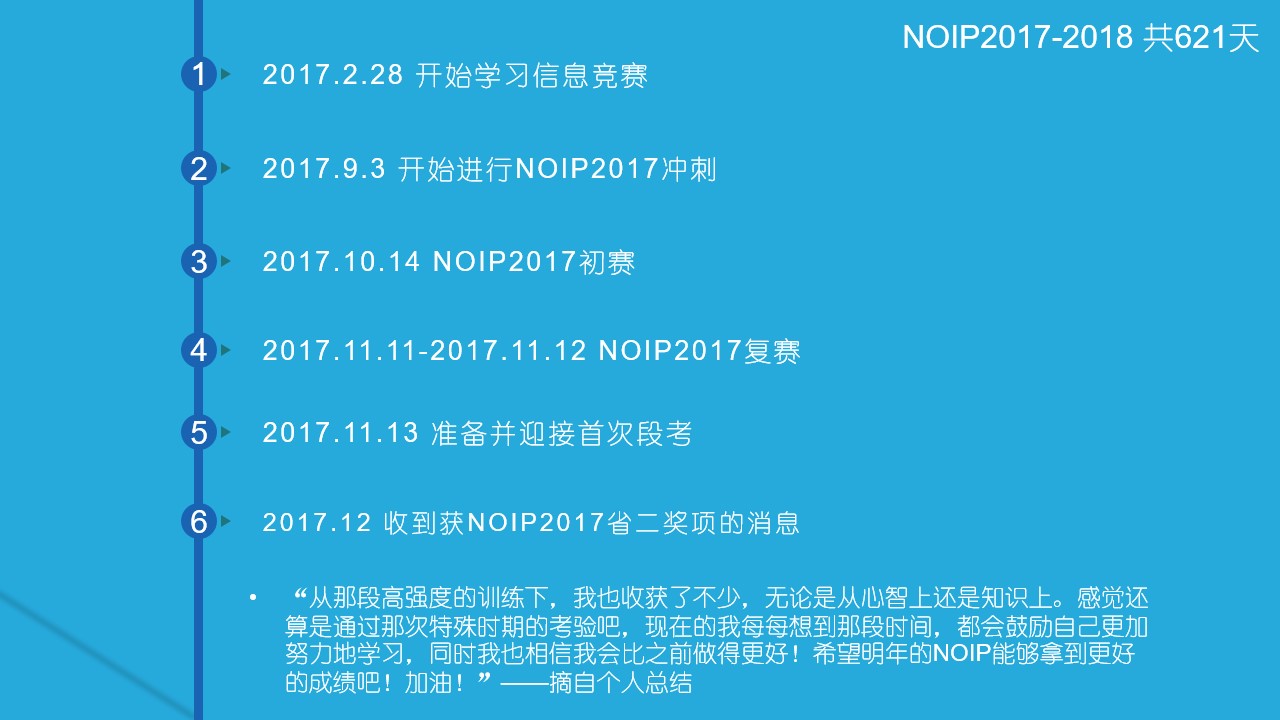 NOIP2017-2018 共621天
1 2017.2.28 开始学习信息竞赛
2 2017.9.3 开始进行NOIP2017冲刺
3 2017.10.14 NOIP2017初赛
4 2017.11.11-2017.11.12 NOIP2017复赛
5 2017.11.13 准备并迎接首次段考
6 2017.12 收到获NOIP2017省二奖项的消息
• “从那段高强度的训练下，我也收获了不少，无论是从心智上还是知识上。感觉还
算是通过那次特殊时期的考验吧，现在的我每每想到那段时间，都会鼓励自己更加
努力地学习，同时我也相信我会比之前做得更好！希望明年的NOIP能够拿到更好
的成绩吧！加油！”——摘自个人总结